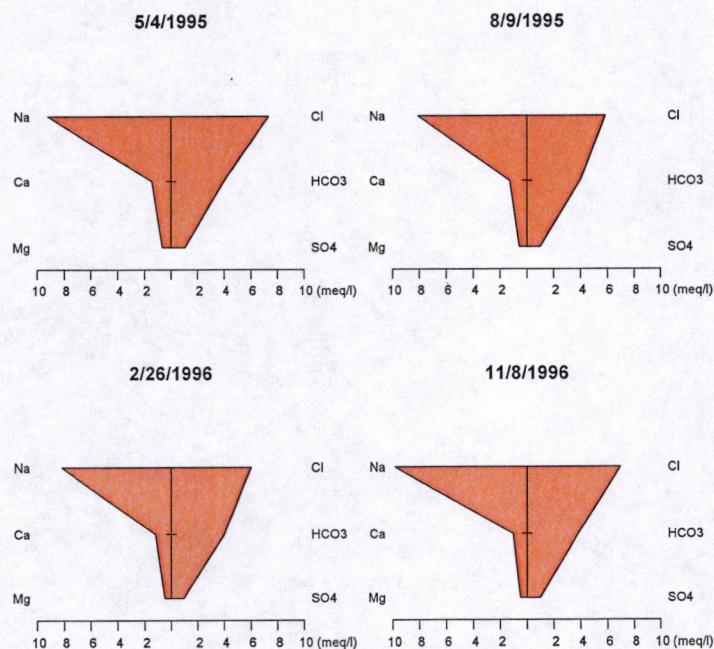 5/4/1995 8/9/1995
Na Cl Na Cl
Ca HCO3 Ca HCO3
Mg SO4 Mg SO4
10 8 6 4 2 2 4 6 8 10 (meq/l) 10 8 6 4 2 2 4 6 8 10 (meq/l)
2/26/1996 11/8/1996
Na Cl Na Cl
Ca HCO3 Ca HCO3
Mg SO4 Mg SO4
10 8 6 4 2 2 4 6 8 10 (meq/l) 10 8 6 4 2 2 4 6 8 10 (meq/l)